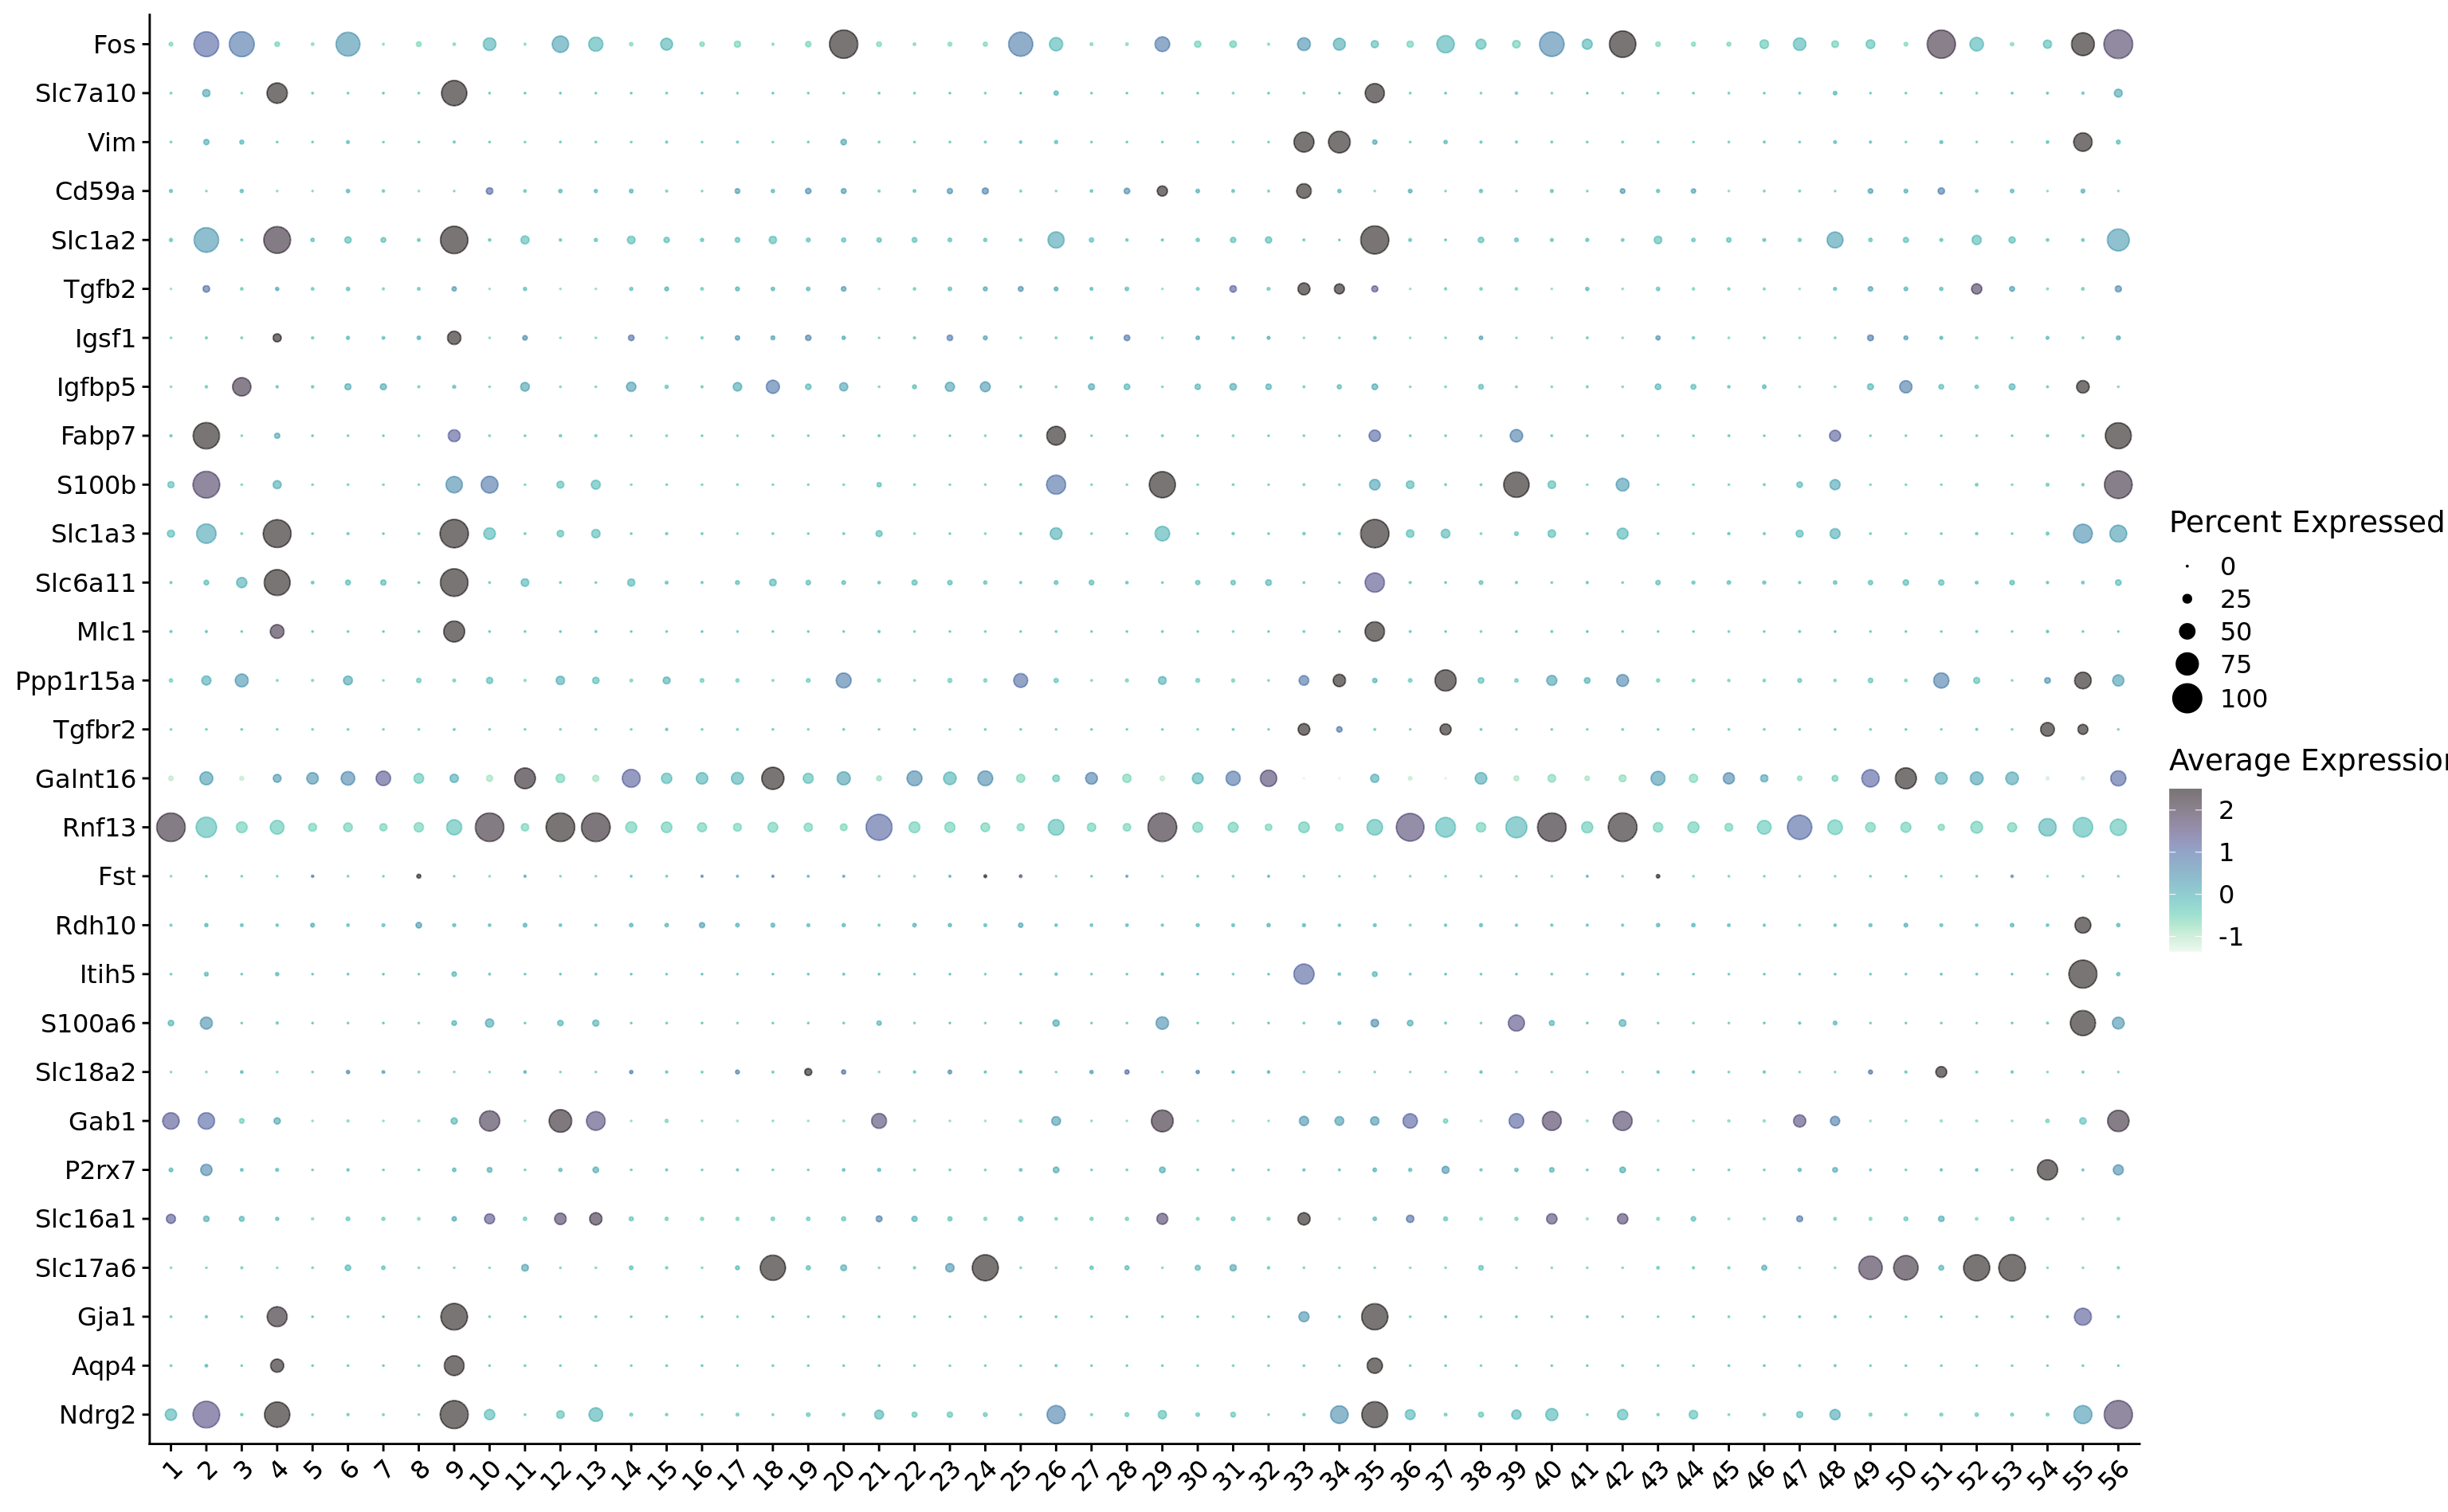 Fos
Slc7a10
Vim
Cd59a
Slc1a2
Tgfb2
Igsf1
Igfbp5
Fabp7
S100b
Slc1a3
Slc6a11
Mlc1
Ppp1r15a
Tgfbr2
Galnt16
Rnf13
Fst
Rdh10
Itih5
S100a6
Slc18a2
Gab1
P2rx7
Slc16a1
Slc17a6
Gja1
Aqp4
Ndrg2
1 2 3 4 5 6 7 8 9 10 11 12 13 14 15 16 17 18 19 20 21 22 23 24 25 26 27 28 29 30 31 32 33 34 35 36 37 38 39 40 41 42 43 44 45 46 47 48 49 50 51 52 53 54 55 56
Percent Expressed
0
25
50
75
100
Average Expression
2
1
0
-1